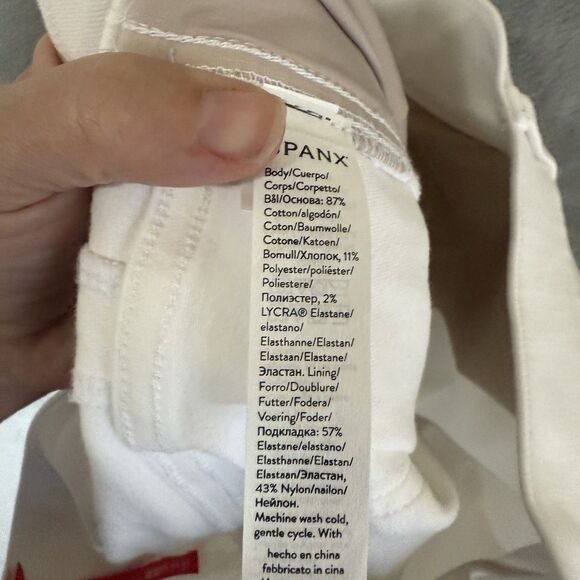 SPANX
Body/Cuerpo/
Corps/Corpetto/
Bål/Основа: 87%
Cotton/algodón/
Coton/Baumwolle/
Cotone/Katoen/
Bomull/Хлопок, 11%
Polyester/poliéster/
Poliestere/
Полиэстер, 2%
LYCRA® Elastane/
elastano/
Elasthanne/Elastan/
Elastaan/Elastane/
Эластан. Lining/
Forro/Doublure/
Futter/Fodera/
Voering/Foder/
Подкладка: 57%
Elastane/elastano/
Elasthanne/Elastan/
Elastaan/Эластан,
43% Nylon/nailon/
Нейлон.
Machine wash cold,
gentle cycle. With
hecho en china
fabbricato in cina